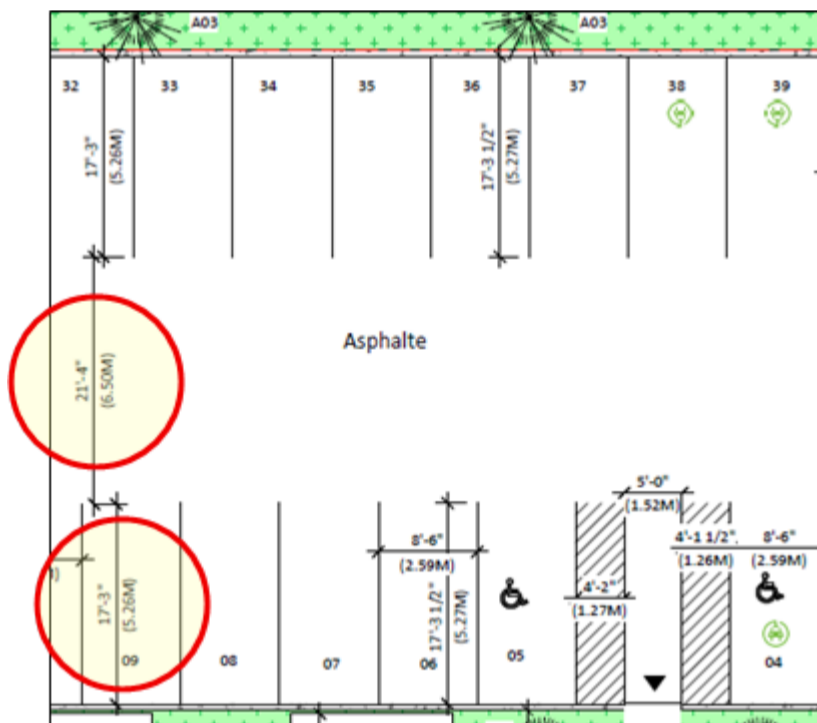 A03
A03
32
33
34
35
36
37
38
39
17'-3"
(5.26M)
17'-3 1/2"
(5.27M)
21'-4"
(6.50M)
Asphalte
5'-0"
(1.52M)
8'-6"
(2.59M)
4'-1 1/2"
(1.26M)
8'-6"
(2.59M)
17'-3"
(5.26M)
17'-3 1/2"
(5.27M)
4'-2"
(1.27M)
09
08
07
06
05
04